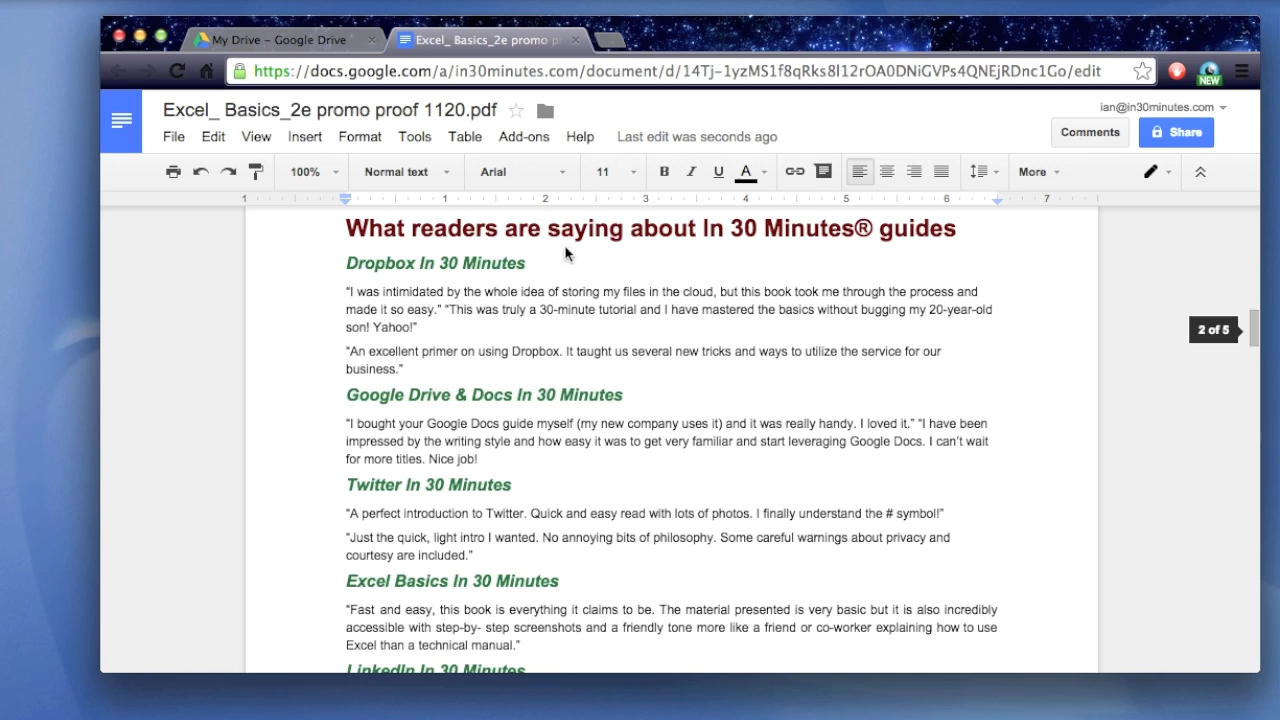 My Drive – Google Drive
Excel_ Basics_2e promo p
https://docs.google.com/a/in30minutes.com/document/d/14Tj-1yzMS1f8qRks8l12rOA0DNiGVPs4QNEjRDnc1Go/edit
NEW
Excel_ Basics_2e promo proof 1120.pdf
ian@in30minutes.com
File Edit View Insert Format Tools Table Add-ons Help Last edit was seconds ago
Comments
Share
100% Normal text Arial 11 B I U A More
1 1 2 3 4 5 6 7
What readers are saying about In 30 Minutes® guides
Dropbox In 30 Minutes
“I was intimidated by the whole idea of storing my files in the cloud, but this book took me through the process and
made it so easy.” “This was truly a 30-minute tutorial and I have mastered the basics without bugging my 20-year-old
son! Yahoo!”
2 of 5
“An excellent primer on using Dropbox. It taught us several new tricks and ways to utilize the service for our
business.”
Google Drive & Docs In 30 Minutes
“I bought your Google Docs guide myself (my new company uses it) and it was really handy. I loved it.” “I have been
impressed by the writing style and how easy it was to get very familiar and start leveraging Google Docs. I can’t wait
for more titles. Nice job!
Twitter In 30 Minutes
“A perfect introduction to Twitter. Quick and easy read with lots of photos. I finally understand the # symbol!”
“Just the quick, light intro I wanted. No annoying bits of philosophy. Some careful warnings about privacy and
courtesy are included.”
Excel Basics In 30 Minutes
“Fast and easy, this book is everything it claims to be. The material presented is very basic but it is also incredibly
accessible with step-by- step screenshots and a friendly tone more like a friend or co-worker explaining how to use
Excel than a technical manual.”
LinkedIn In 30 Minutes